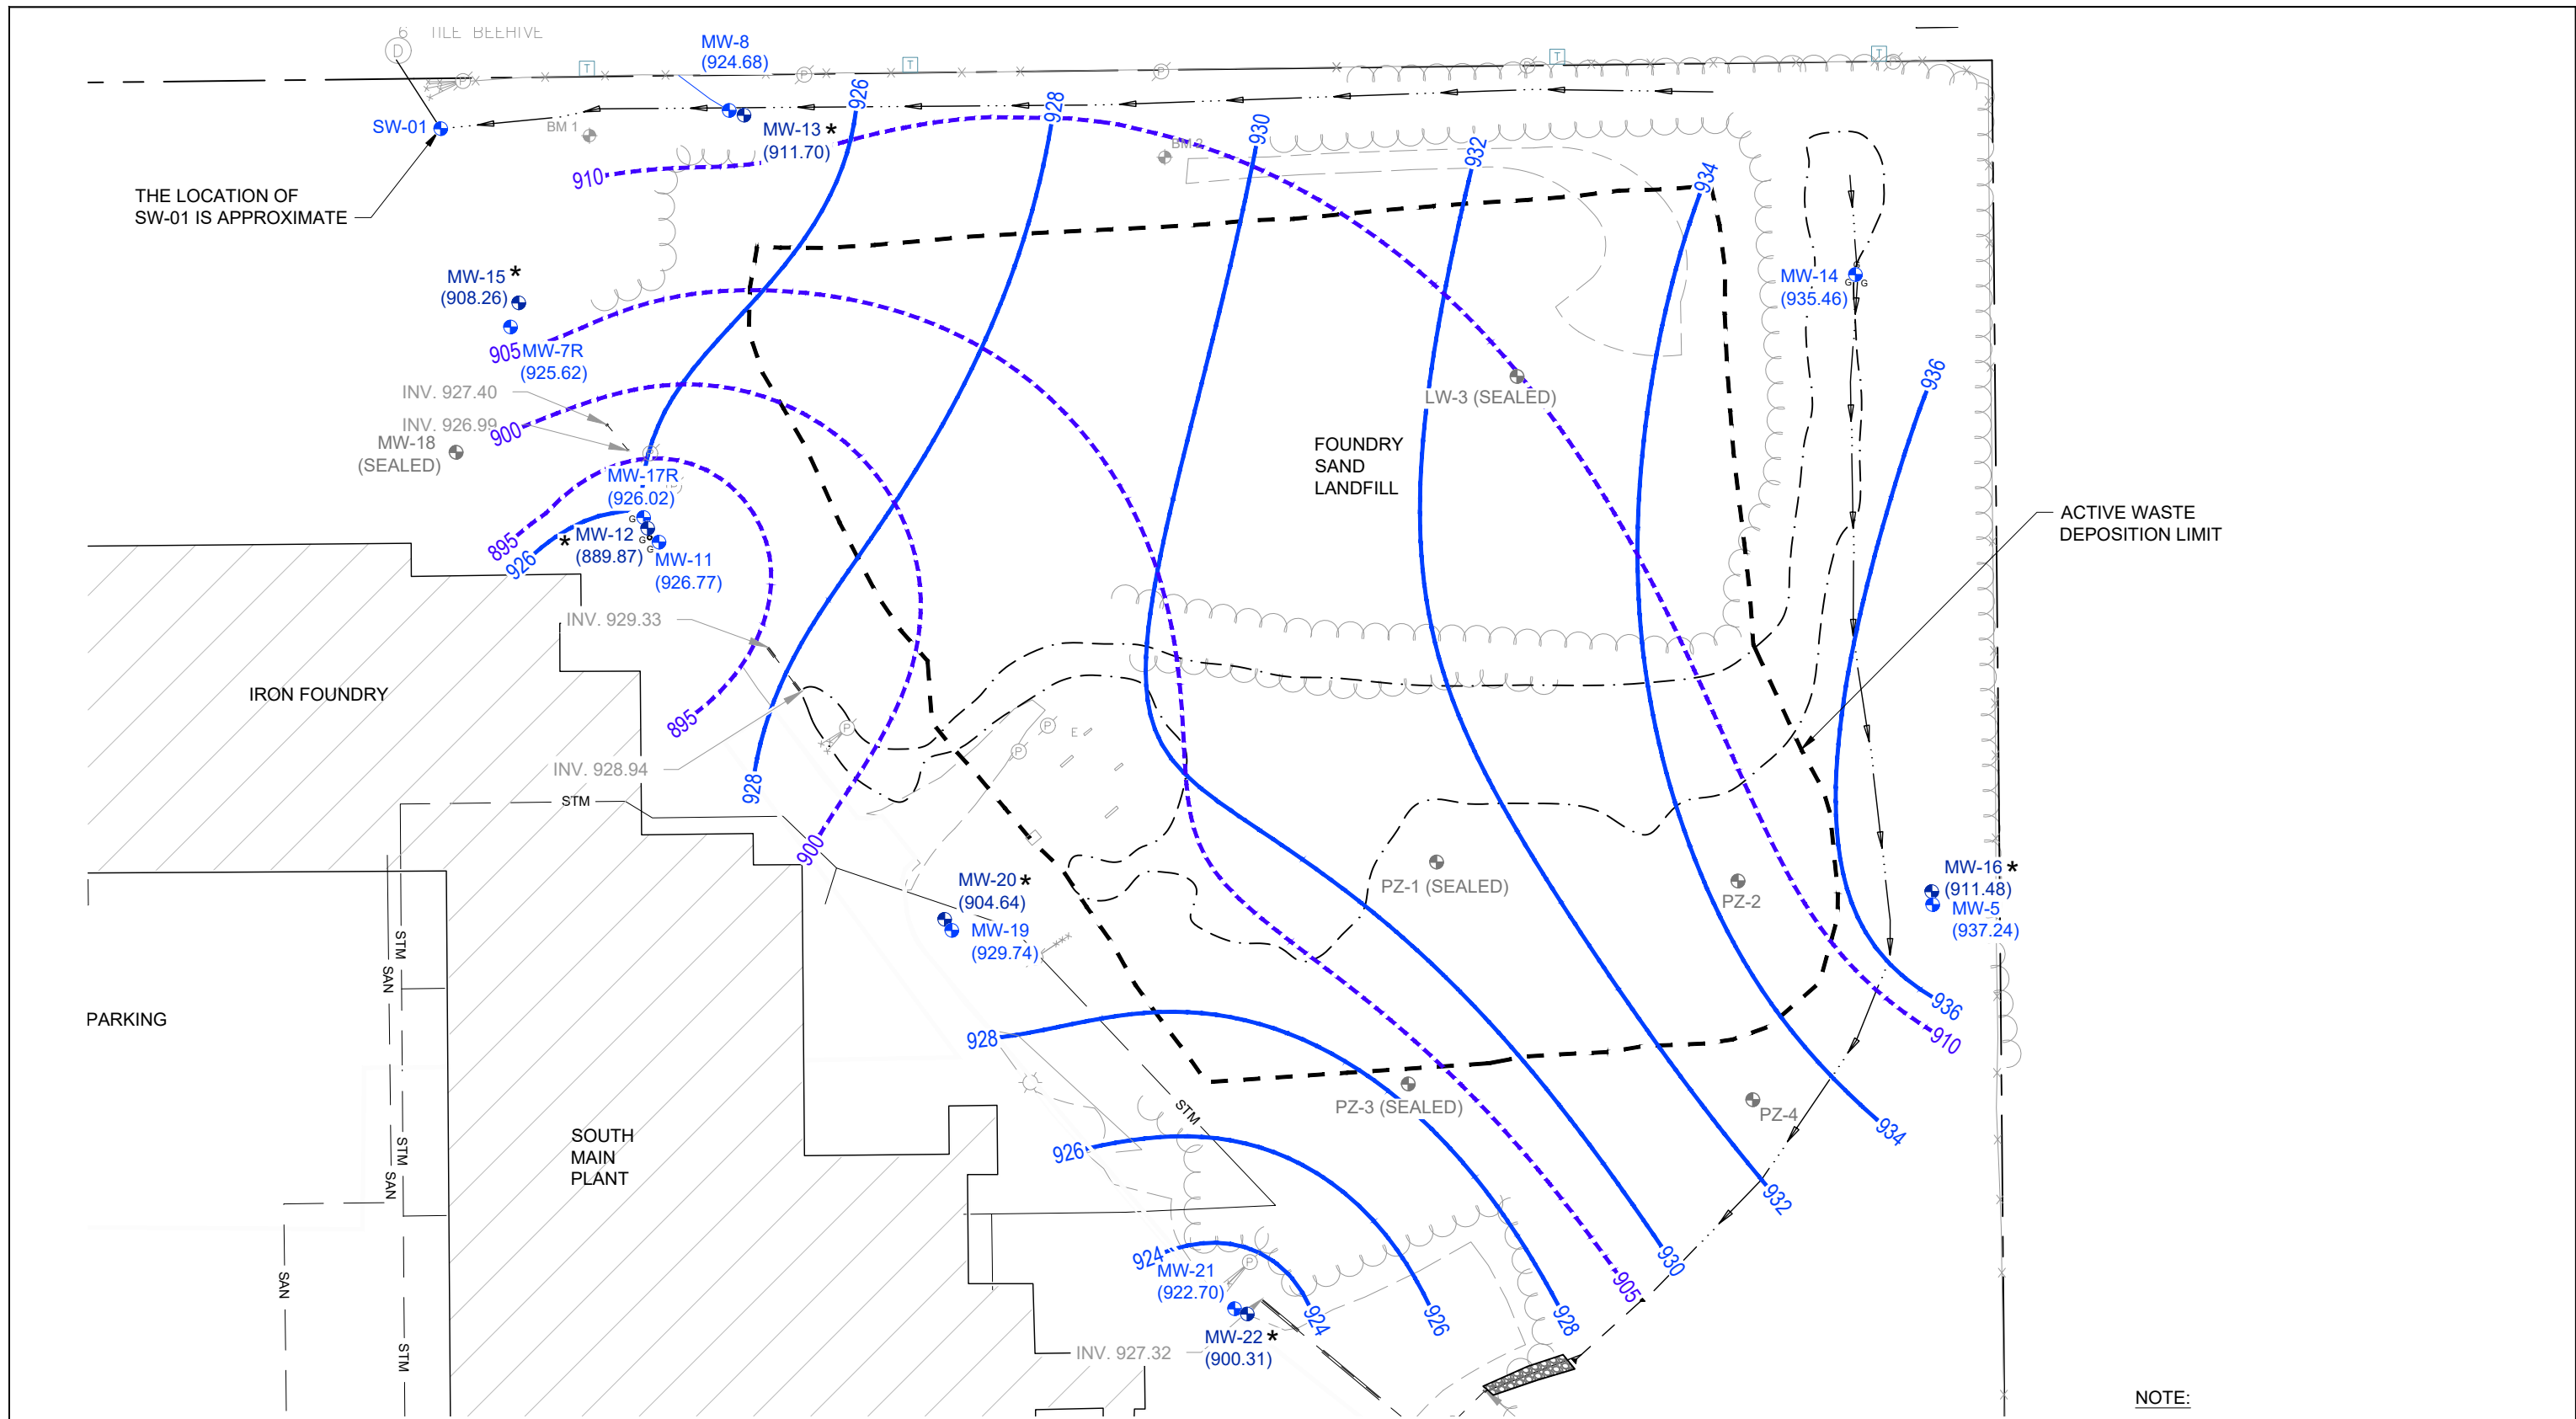 6 TILE BEEHIVE
D
MW-8
(924.68)
T
T
T
T
P
P
P
P
P
SW-01
BM 1
MW-13 *
(911.70)
926
928
930
932
934
BM 2
910
THE LOCATION OF
SW-01 IS APPROXIMATE
MW-15 *
(908.26)
MW-14
(935.46)
G
G
G
905
MW-7R
(925.62)
INV. 927.40
INV. 926.99
900
MW-18
(SEALED)
LW-3 (SEALED)
936
FOUNDRY
SAND
LANDFILL
P
MW-17R
(926.02)
G
* MW-12
(889.87)
G
G
MW-11
(926.77)
895
926
ACTIVE WASTE
DEPOSITION LIMIT
INV. 929.33
IRON FOUNDRY
895
P
P
P
E
INV. 928.94
928
STM
900
MW-20 *
(904.64)
MW-19
(929.74)
PZ-1 (SEALED)
PZ-2
MW-16 *
(911.48)
MW-5
(937.24)
STM
SAN
PARKING
928
936
910
PZ-3 (SEALED)
PZ-4
STM
934
SOUTH
MAIN
PLANT
STM
SAN
926
932
924
MW-21
(922.70)
P
930
905
SAN
924
926
928
MW-22 *
(900.31)
INV. 927.32
STM
NOTE: